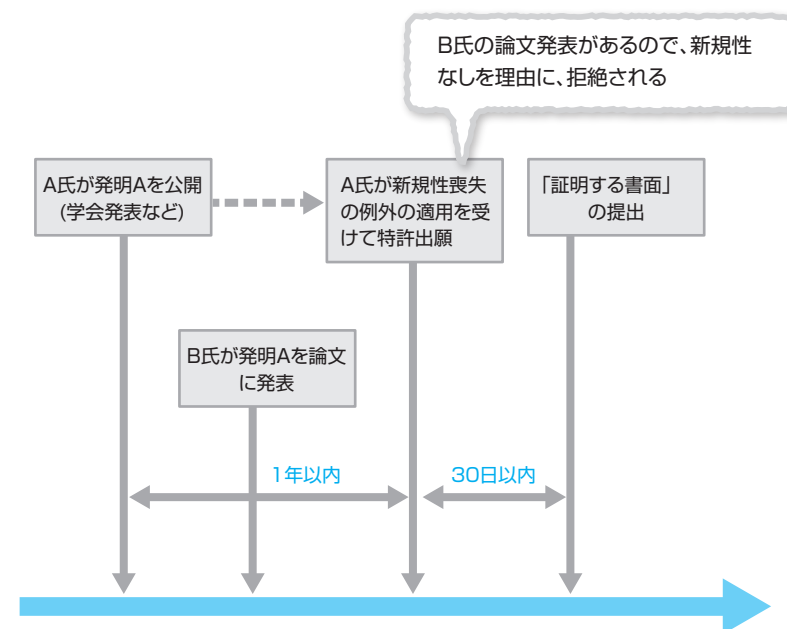 B氏の論文発表があるので、新規性
なしを理由に、拒絶される
A氏が発明Aを公開
(学会発表など)
A氏が新規性喪失
の例外の適用を受
けて特許出願
「証明する書面」
の提出
B氏が発明Aを論文
に発表
1年以内
30日以内